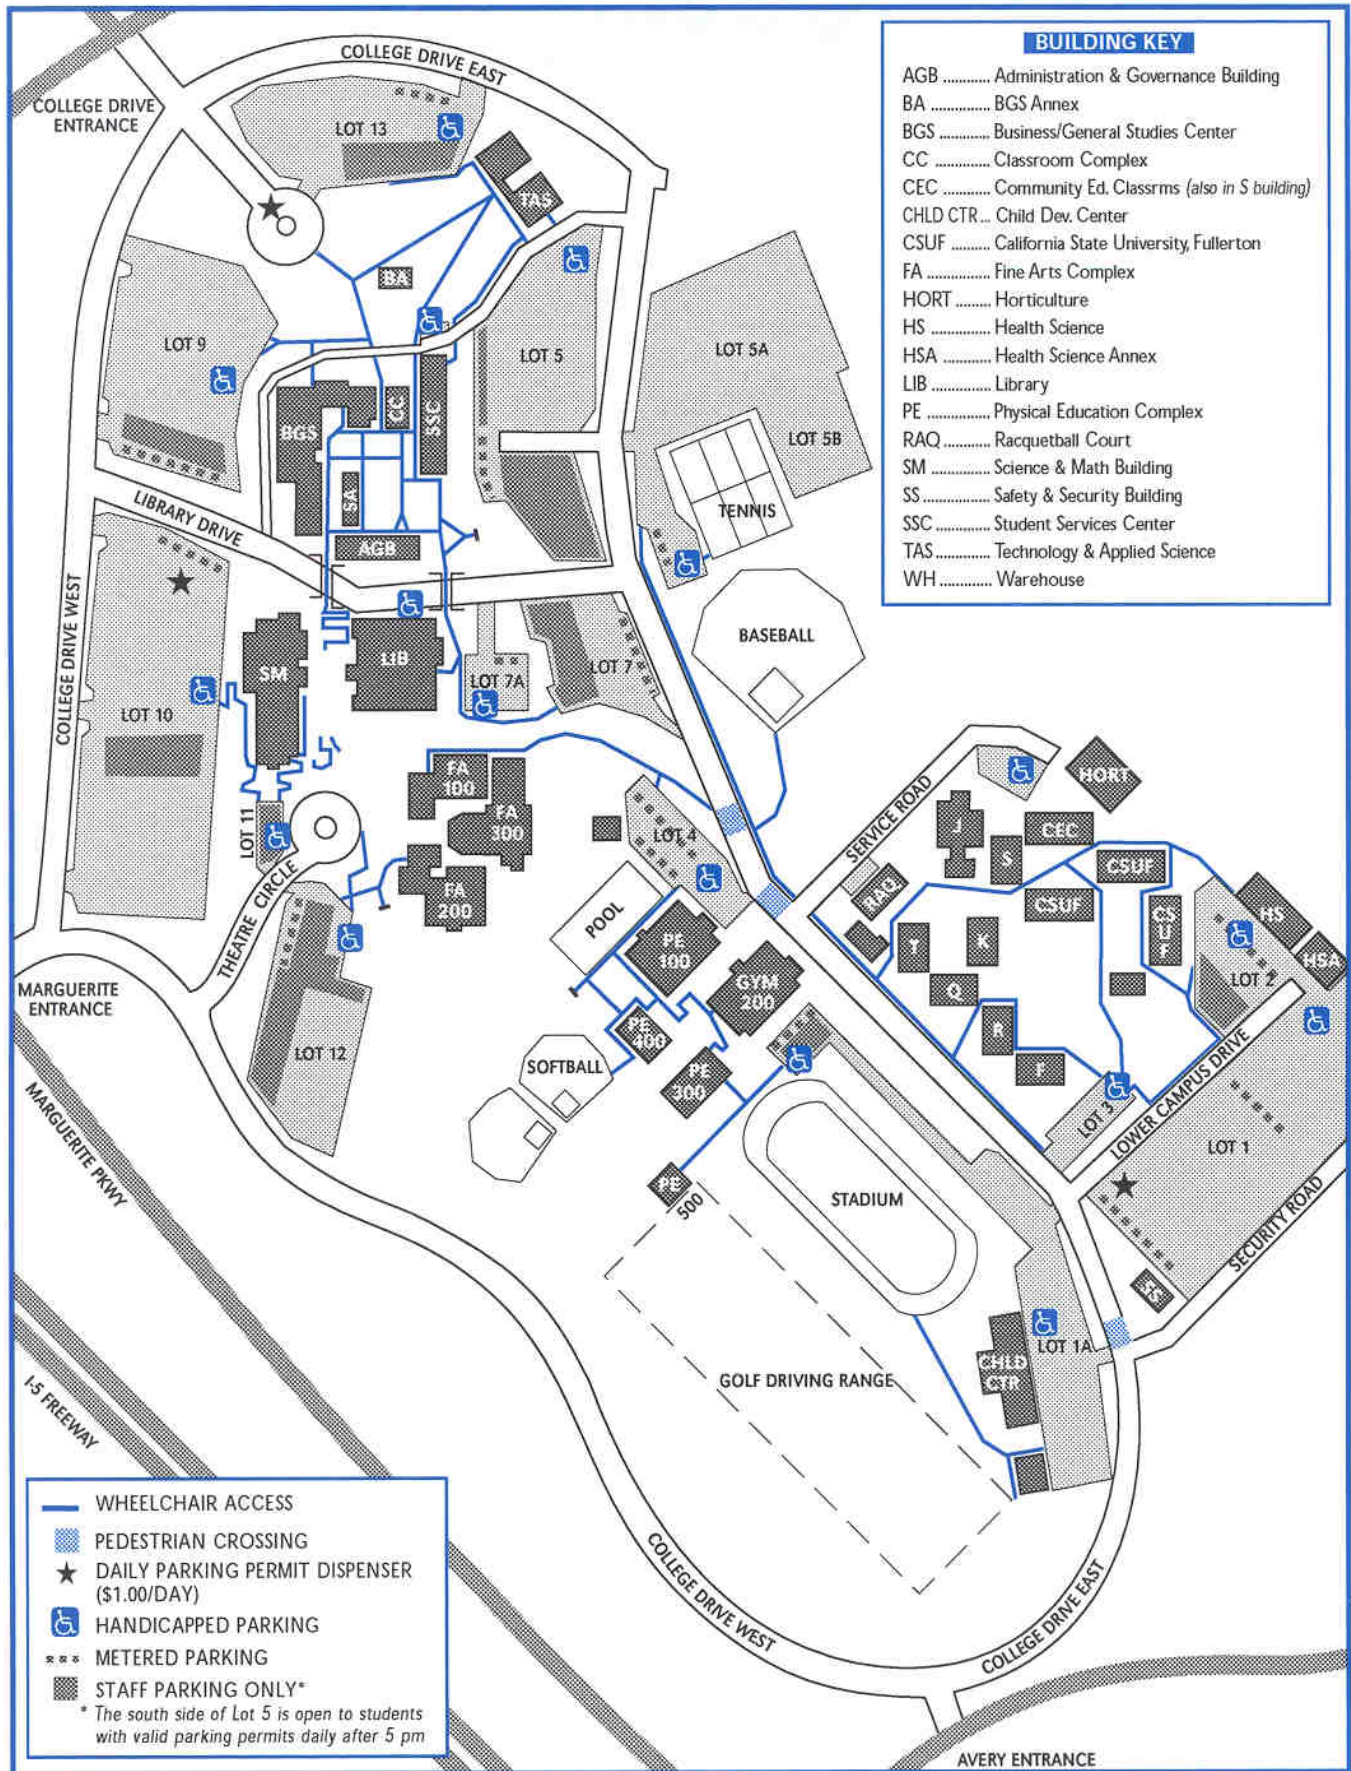 COLLEGE DRIVE EAST
COLLEGE DRIVE
ENTRANCE
LOT 13
TAS
BA
LOT 9
LOT 5
LOT 5A
LOT 5B
BGS
CC
SSC
SA
AGB
TENNIS
LIBRARY DRIVE
COLLEGE DRIVE WEST
BUILDING KEY
AGB ............ Administration & Governance Building
BA ............... BGS Annex
BGS ............. Business/General Studies Center
CC ............... Classroom Complex
CEC ............ Community Ed. Classrms (also in S building)
CHLD CTR ... Child Dev. Center
CSUF .......... California State University, Fullerton
FA ............... Fine Arts Complex
HORT ......... Horticulture
HS ............... Health Science
HSA ............ Health Science Annex
LIB ............... Library
PE ................ Physical Education Complex
RAQ ............ Racquetball Court
SM ............... Science & Math Building
SS ................ Safety & Security Building
SSC .............. Student Services Center
TAS .............. Technology & Applied Science
WH ............. Warehouse
BASEBALL
SM
LIB
LOT 7A
LOT 7
LOT 10
LOT 11
FA
100
FA
300
FA
200
LOT 4
THEATRE CIRCLE
POOL
PE
100
GYM
200
PE
400
PE
300
PE
500
SERVICE ROAD
HORT
J
S
CEC
CSUF
CSUF
CS
U
F
RAQ
T
K
Q
R
F
HS
HSA
LOT 2
LOT 3
LOWER CAMPUS DRIVE
LOT 1
SECURITY ROAD
SS
MARGUERITE
ENTRANCE
LOT 12
SOFTBALL
STADIUM
LOT 1A
CHLD
CTR
GOLF DRIVING RANGE
MARGUERITE PKWY
I-5 FREEWAY
COLLEGE DRIVE WEST
COLLEGE DRIVE EAST
AVERY ENTRANCE
WHEELCHAIR ACCESS
PEDESTRIAN CROSSING
DAILY PARKING PERMIT DISPENSER
($1.00/DAY)
HANDICAPPED PARKING
METERED PARKING
STAFF PARKING ONLY*
* The south side of Lot 5 is open to students
with valid parking permits daily after 5 pm